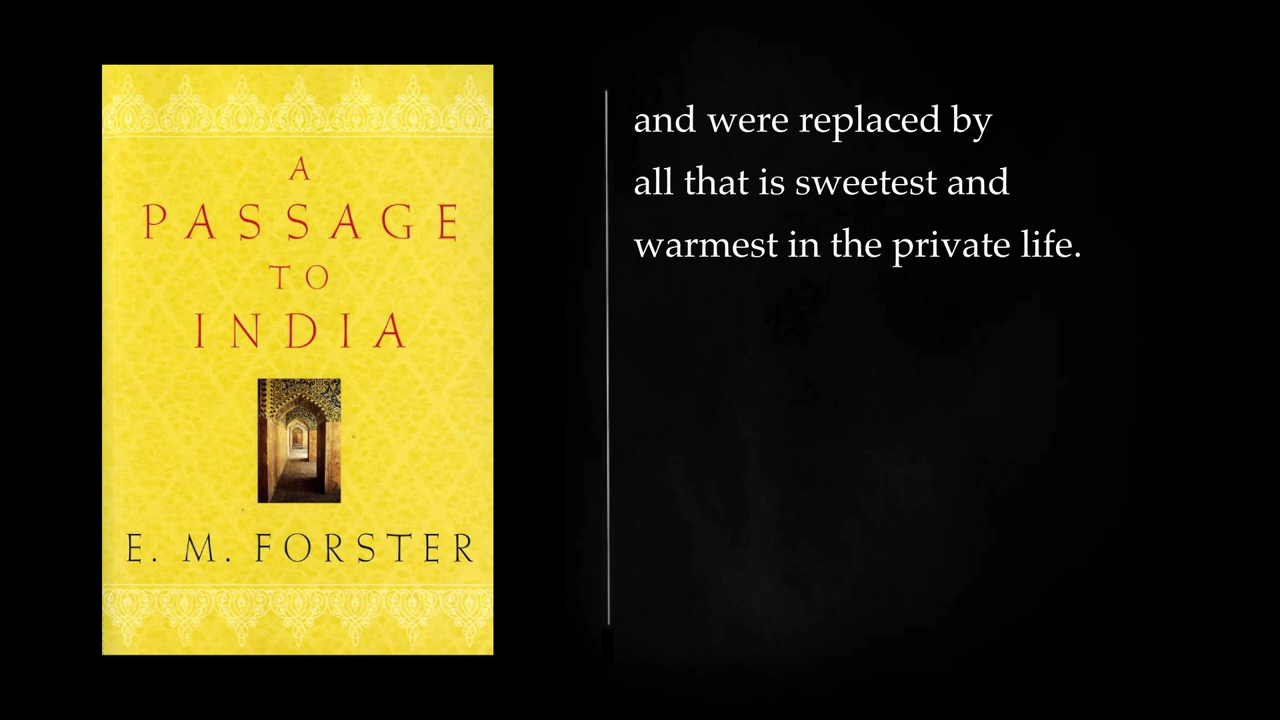 A
PASSAGE
TO
INDIA
E. M. FORSTER
and were replaced by
all that is sweetest and
warmest in the private life.